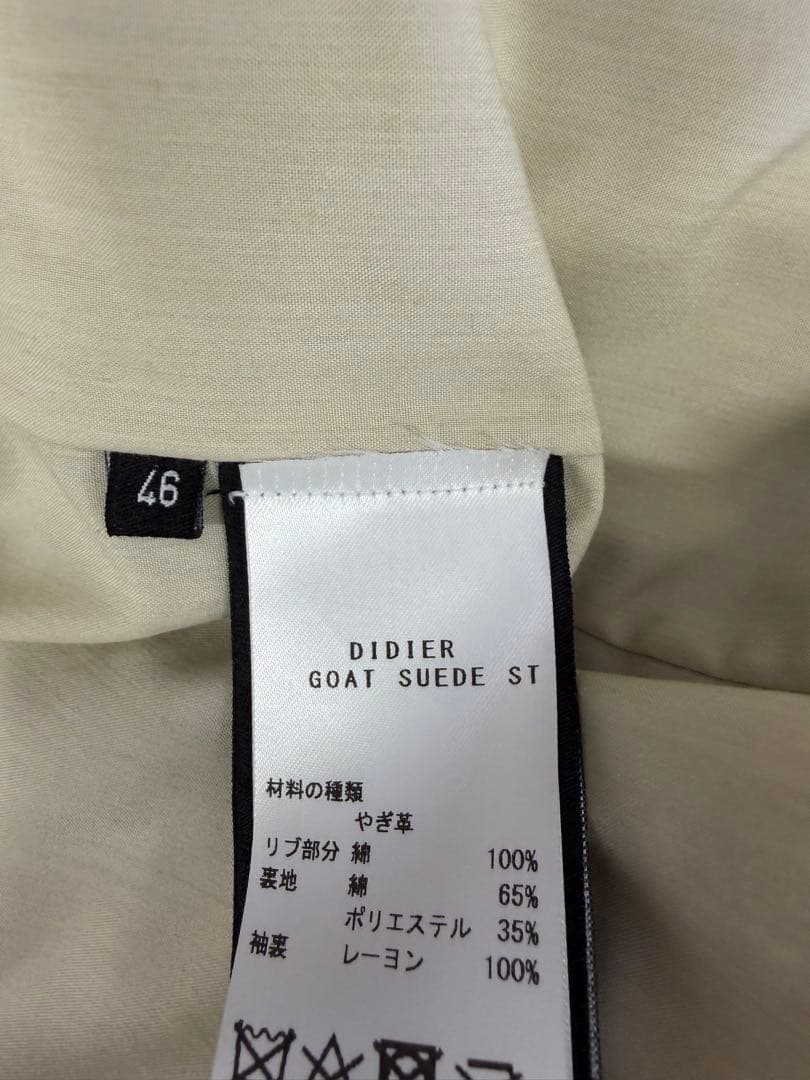 46
DIDIER
GOAT SUEDE ST
材料の種類
やぎ革
リブ部分 綿 100%
裏地 綿 65%
ポリエステル 35%
袖裏 レーヨン 100%